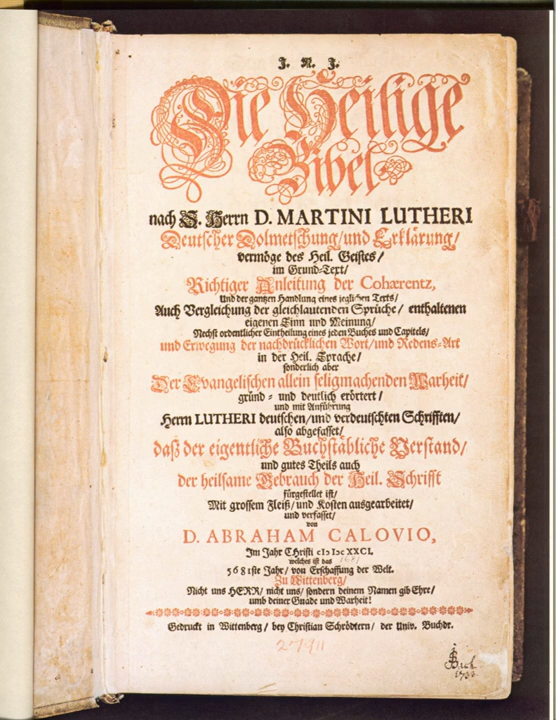 J. N. J.
Die Heilige
Bibel
nach S. Herrn D. MARTINI LUTHERI
Deutscher Dolmetschung/und Erklärung/
vermöge des Heil. Geistes/
im Grund-Text/
Richtiger Anleitung der Cohærentz,
Und der gantzen Handlung eines jeglichen Texts/
Auch Vergleichung der gleichlautenden Sprüche/ enthaltenen
eigenen Sinn und Meinung/
Nechst ordentlicher Eintheilung eines jeden Buches und Capitels/
und Erwegung der nachdrücklichen Wort/und Redens-Art
in der Heil. Sprache/
sonderlich aber
Der Evangelischen allein seligmachenden Warheit/
gründ- und deutlich erörtert/
und mit Anführung
Herrn LUTHERI deutschen/und verdeutschten Schrifften/
also abgefasset/
daß der eigentliche Buchstäbliche Verstand/
und gutes Theils auch
der heilsame Gebrauch der Heil. Schrifft
fürgestellet ist/
Mit grossem Fleiß/und Kosten ausgearbeitet/
und verfasset/
von
D. ABRAHAM CALOVIO,
Im Jahr CHristi cIↄ Iↄc XXCI.
welches ist das 1681
5681ste Jahr/ von Erschaffung der Welt.
Zu Wittenberg/
Nicht uns HERR/ nicht uns/ sondern deinem Namen gib Ehre/
umb deiner Gnade und Warheit!
Gedruckt in Wittenberg/ bey Christian Schrödtern/ der Univ. Buchdr.
JSBach
1733